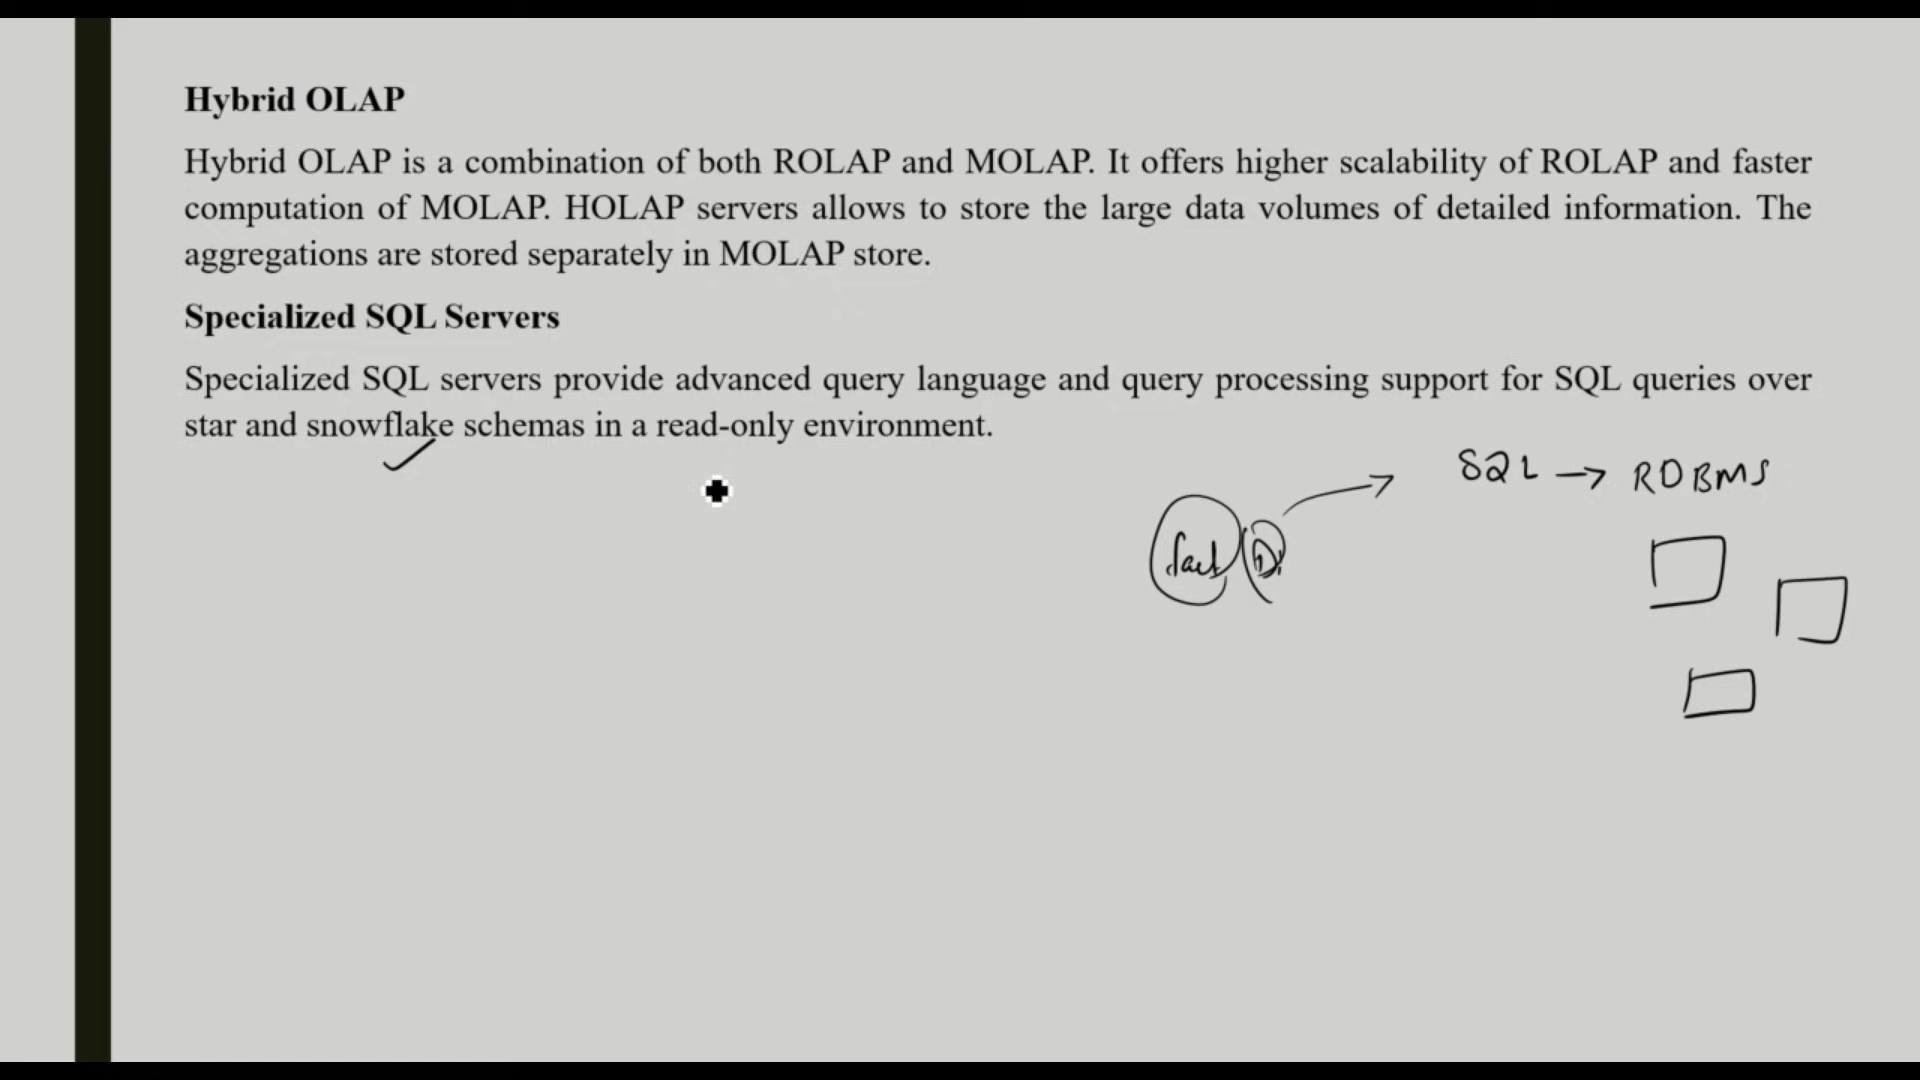 Hybrid OLAP
Hybrid OLAP is a combination of both ROLAP and MOLAP. It offers higher scalability of ROLAP and faster
computation of MOLAP. HOLAP servers allows to store the large data volumes of detailed information. The
aggregations are stored separately in MOLAP store.
Specialized SQL Servers
Specialized SQL servers provide advanced query language and query processing support for SQL queries over
star and snowflake schemas in a read-only environment.
SQL → RDBMS
fact D